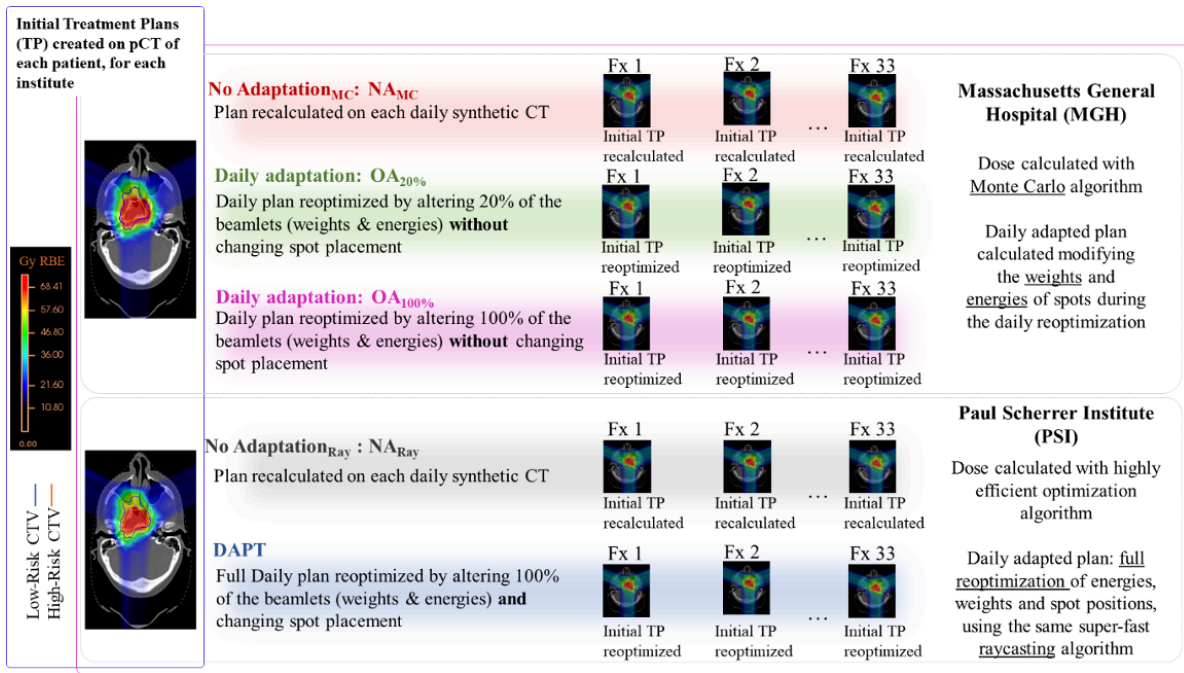 Initial Treatment Plans
(TP) created on pCT of
each patient, for each
institute
Gy RBE
68.41
57.60
46.80
36.00
21.60
10.80
0.00
Low-Risk CTV
High-Risk CTV
No AdaptationMC: NAMC
Plan recalculated on each daily synthetic CT
Fx 1
Fx 2
Fx 33
...
Initial TP
recalculated
Initial TP
recalculated
Initial TP
recalculated
Daily adaptation: OA20%
Daily plan reoptimized by altering 20% of the
beamlets (weights & energies) without
changing spot placement
Fx 1
Fx 2
Fx 33
...
Initial TP
reoptimized
Initial TP
reoptimized
Initial TP
reoptimized
Daily adaptation: OA100%
Daily plan reoptimized by altering 100% of the
beamlets (weights & energies) without changing
spot placement
Fx 1
Fx 2
Fx 33
...
Initial TP
reoptimized
Initial TP
reoptimized
Initial TP
reoptimized
Massachusetts General
Hospital (MGH)
Dose calculated with
Monte Carlo algorithm
Daily adapted plan
calculated modifying
the weights and
energies of spots during
the daily reoptimization
No AdaptationRay : NARay
Plan recalculated on each daily synthetic CT
Fx 1
Fx 2
Fx 33
...
Initial TP
recalculated
Initial TP
recalculated
Initial TP
recalculated
DAPT
Full Daily plan reoptimized by altering 100%
of the beamlets (weights & energies) and
changing spot placement
Fx 1
Fx 2
Fx 33
...
Initial TP
reoptimized
Initial TP
reoptimized
Initial TP
reoptimized
Paul Scherrer Institute
(PSI)
Dose calculated with highly
efficient optimization
algorithm
Daily adapted plan: full
reoptimization of energies,
weights and spot positions,
using the same super-fast
raycasting algorithm